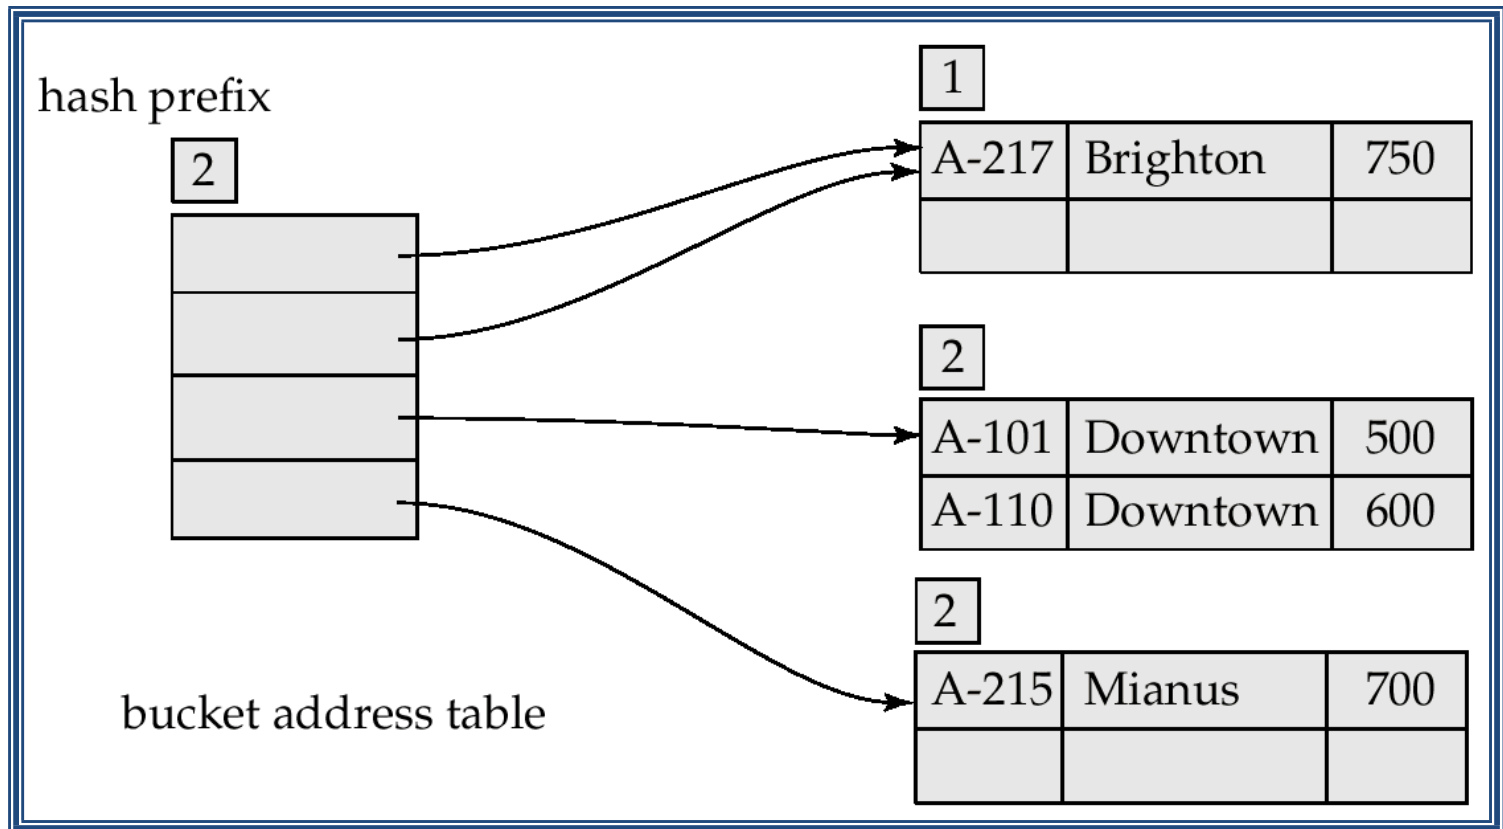 hash prefix
2
1
A-217 Brighton 750
2
A-101 Downtown 500
A-110 Downtown 600
2
A-215 Mianus 700
bucket address table